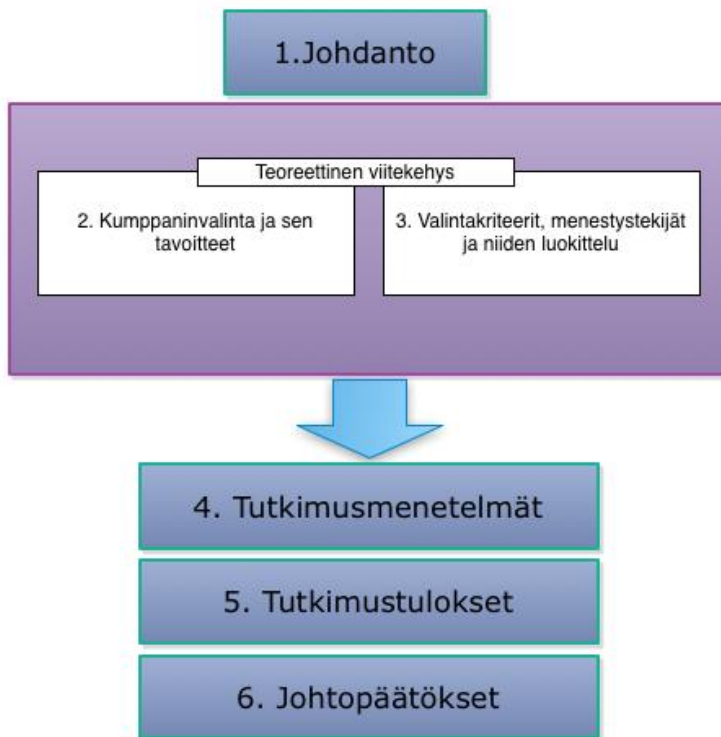 1.Johdanto
Teoreettinen viitekehys
2. Kumppaninvalinta ja sen
tavoitteet
3. Valintakriteerit, menestystekijät
ja niiden luokittelu
4. Tutkimusmenetelmät
5. Tutkimustulokset
6. Johtopäätökset